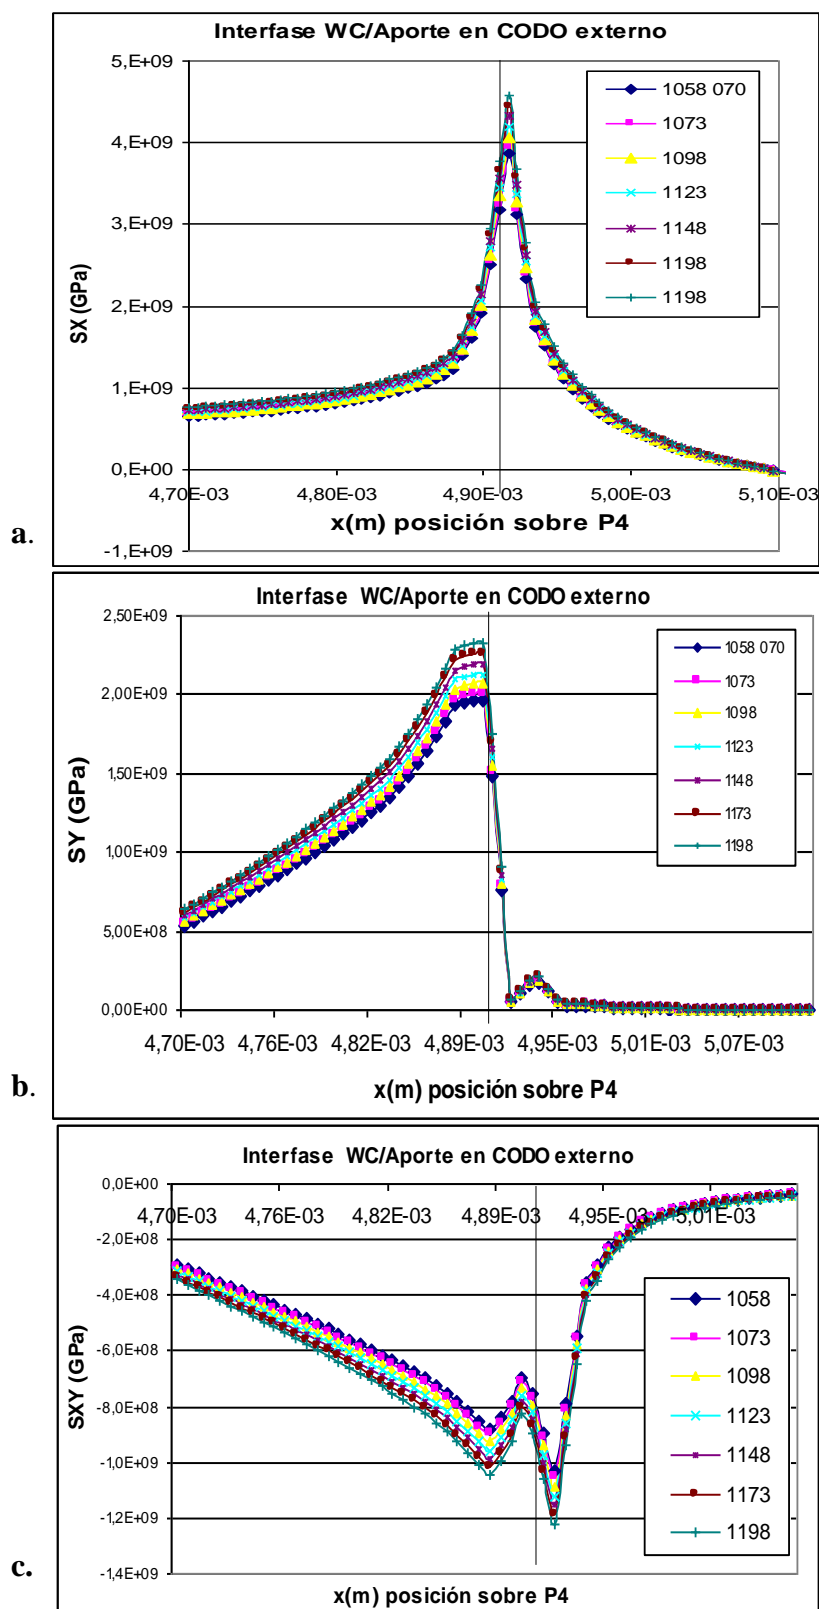 Interfase WC/Aporte en CODO externo
5,E+09
4,E+09
3,E+09
2,E+09
1,E+09
0,E+00
-1,E+09
SX (GPa)
1058 070
1073
1098
1123
1148
1198
1198
4,70E-03 4,80E-03 4,90E-03 5,00E-03 5,10E-03
x(m) posición sobre P4
a.
Interfase WC/Aporte en CODO externo
2,50E+09
2,00E+09
1,50E+09
1,00E+09
5,00E+08
0,00E+00
SY (GPa)
1058 070
1073
1098
1123
1148
1173
1198
4,70E-03 4,76E-03 4,82E-03 4,89E-03 4,95E-03 5,01E-03 5,07E-03
x(m) posición sobre P4
b.
Interfase WC/Aporte en CODO externo
0,0E+00
-2,0E+08
-4,0E+08
-6,0E+08
-8,0E+08
-1,0E+09
-1,2E+09
-1,4E+09
4,70E-03 4,76E-03 4,82E-03 4,89E-03 4,95E-03 5,01E-03
SXY (GPa)
1058
1073
1098
1123
1148
1173
1198
x(m) posición sobre P4
c.